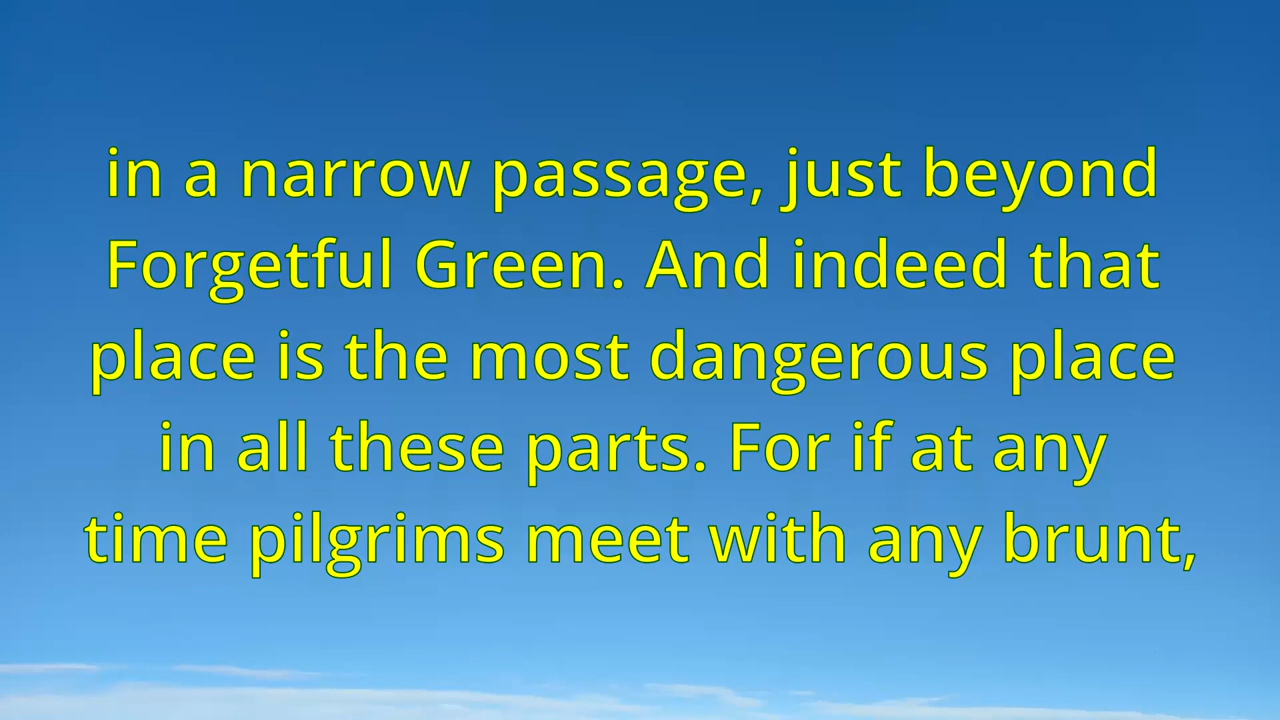 in a narrow passage, just beyond
Forgetful Green. And indeed that
place is the most dangerous place
in all these parts. For if at any
time pilgrims meet with any brunt,